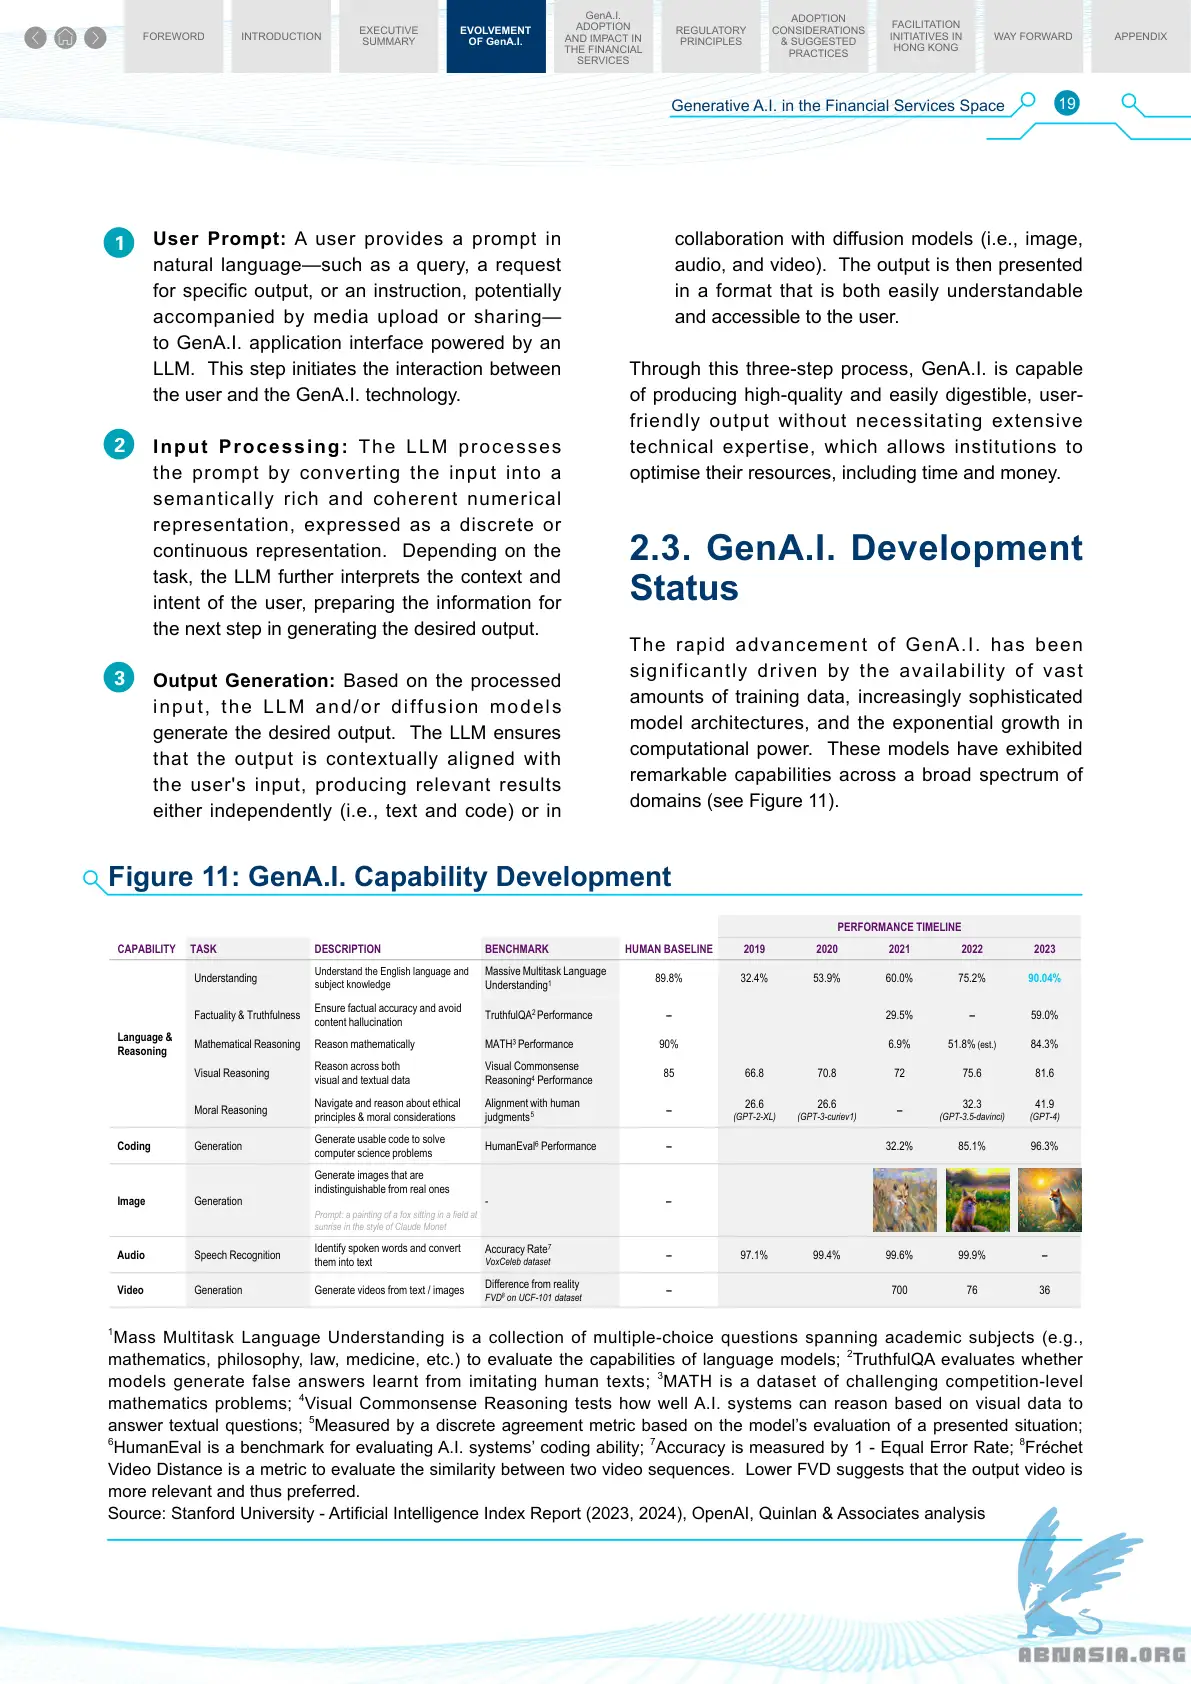 FOREWORD
INTRODUCTION
EXECUTIVE
SUMMARY
EVOLVEMENT
OF GenA.I.
GenA.I.
ADOPTION
AND IMPACT IN
THE FINANCIAL
SERVICES
REGULATORY
PRINCIPLES
ADOPTION
CONSIDERATIONS
& SUGGESTED
PRACTICES
FACILITATION
INITIATIVES IN
HONG KONG
WAY FORWARD
APPENDIX
Generative A.I. in the Financial Services Space
19
1
User Prompt: A user provides a prompt in
natural language—such as a query, a request
for specific output, or an instruction, potentially
accompanied by media upload or sharing—
to GenA.I. application interface powered by an
LLM. This step initiates the interaction between
the user and the GenA.I. technology.
2
Input Processing: The LLM processes
the prompt by converting the input into a
semantically rich and coherent numerical
representation, expressed as a discrete or
continuous representation. Depending on the
task, the LLM further interprets the context and
intent of the user, preparing the information for
the next step in generating the desired output.
3
Output Generation: Based on the processed
input, the LLM and/or diffusion models
generate the desired output. The LLM ensures
that the output is contextually aligned with
the user's input, producing relevant results
either independently (i.e., text and code) or in
collaboration with diffusion models (i.e., image,
audio, and video). The output is then presented
in a format that is both easily understandable
and accessible to the user.
Through this three-step process, GenA.I. is capable
of producing high-quality and easily digestible, user-
friendly output without necessitating extensive
technical expertise, which allows institutions to
optimise their resources, including time and money.
2.3. GenA.I. Development
Status
The rapid advancement of GenA.I. has been
significantly driven by the availability of vast
amounts of training data, increasingly sophisticated
model architectures, and the exponential growth in
computational power. These models have exhibited
remarkable capabilities across a broad spectrum of
domains (see Figure 11).
Figure 11: GenA.I. Capability Development
PERFORMANCE TIMELINE
CAPABILITY TASK DESCRIPTION BENCHMARK HUMAN BASELINE 2019 2020 2021 2022 2023
Language &
Reasoning
Understanding
Understand the English language and
subject knowledge
Massive Multitask Language
Understanding1
89.8% 32.4% 53.9% 60.0% 75.2% 90.04%
Factuality & Truthfulness
Ensure factual accuracy and avoid
content hallucination
TruthfulQA2 Performance
– 29.5% – 59.0%
Mathematical Reasoning Reason mathematically MATH3 Performance 90% 6.9% 51.8% (est.) 84.3%
Visual Reasoning
Reason across both
visual and textual data
Visual Commonsense
Reasoning4 Performance
85 66.8 70.8 72 75.6 81.6
Moral Reasoning
Navigate and reason about ethical
principles & moral considerations
Alignment with human
judgments5
– 26.6 26.6 – 32.3 41.9
(GPT-2-XL) (GPT-3-curiev1) (GPT-3.5-davinci) (GPT-4)
Coding Generation
Generate usable code to solve
computer science problems
HumanEval6 Performance – 32.2% 85.1% 96.3%
Image Generation
Generate images that are
indistinguishable from real ones
Prompt: a painting of a fox sitting in a field at
sunrise in the style of Claude Monet
- –
Audio Speech Recognition
Identify spoken words and convert
them into text
Accuracy Rate7
VoxCeleb dataset
– 97.1% 99.4% 99.6% 99.9% –
Video Generation Generate videos from text / images
Difference from reality
FVD8 on UCF-101 dataset
– 700 76 36
1Mass Multitask Language Understanding is a collection of multiple-choice questions spanning academic subjects (e.g.,
mathematics, philosophy, law, medicine, etc.) to evaluate the capabilities of language models; 2TruthfulQA evaluates whether
models generate false answers learnt from imitating human texts; 3MATH is a dataset of challenging competition-level
mathematics problems; 4Visual Commonsense Reasoning tests how well A.I. systems can reason based on visual data to
answer textual questions; 5Measured by a discrete agreement metric based on the model’s evaluation of a presented situation;
6HumanEval is a benchmark for evaluating A.I. systems’ coding ability; 7Accuracy is measured by 1 - Equal Error Rate; 8Fréchet
Video Distance is a metric to evaluate the similarity between two video sequences. Lower FVD suggests that the output video is
more relevant and thus preferred.
Source: Stanford University - Artificial Intelligence Index Report (2023, 2024), OpenAI, Quinlan & Associates analysis
ABNASIA.ORG